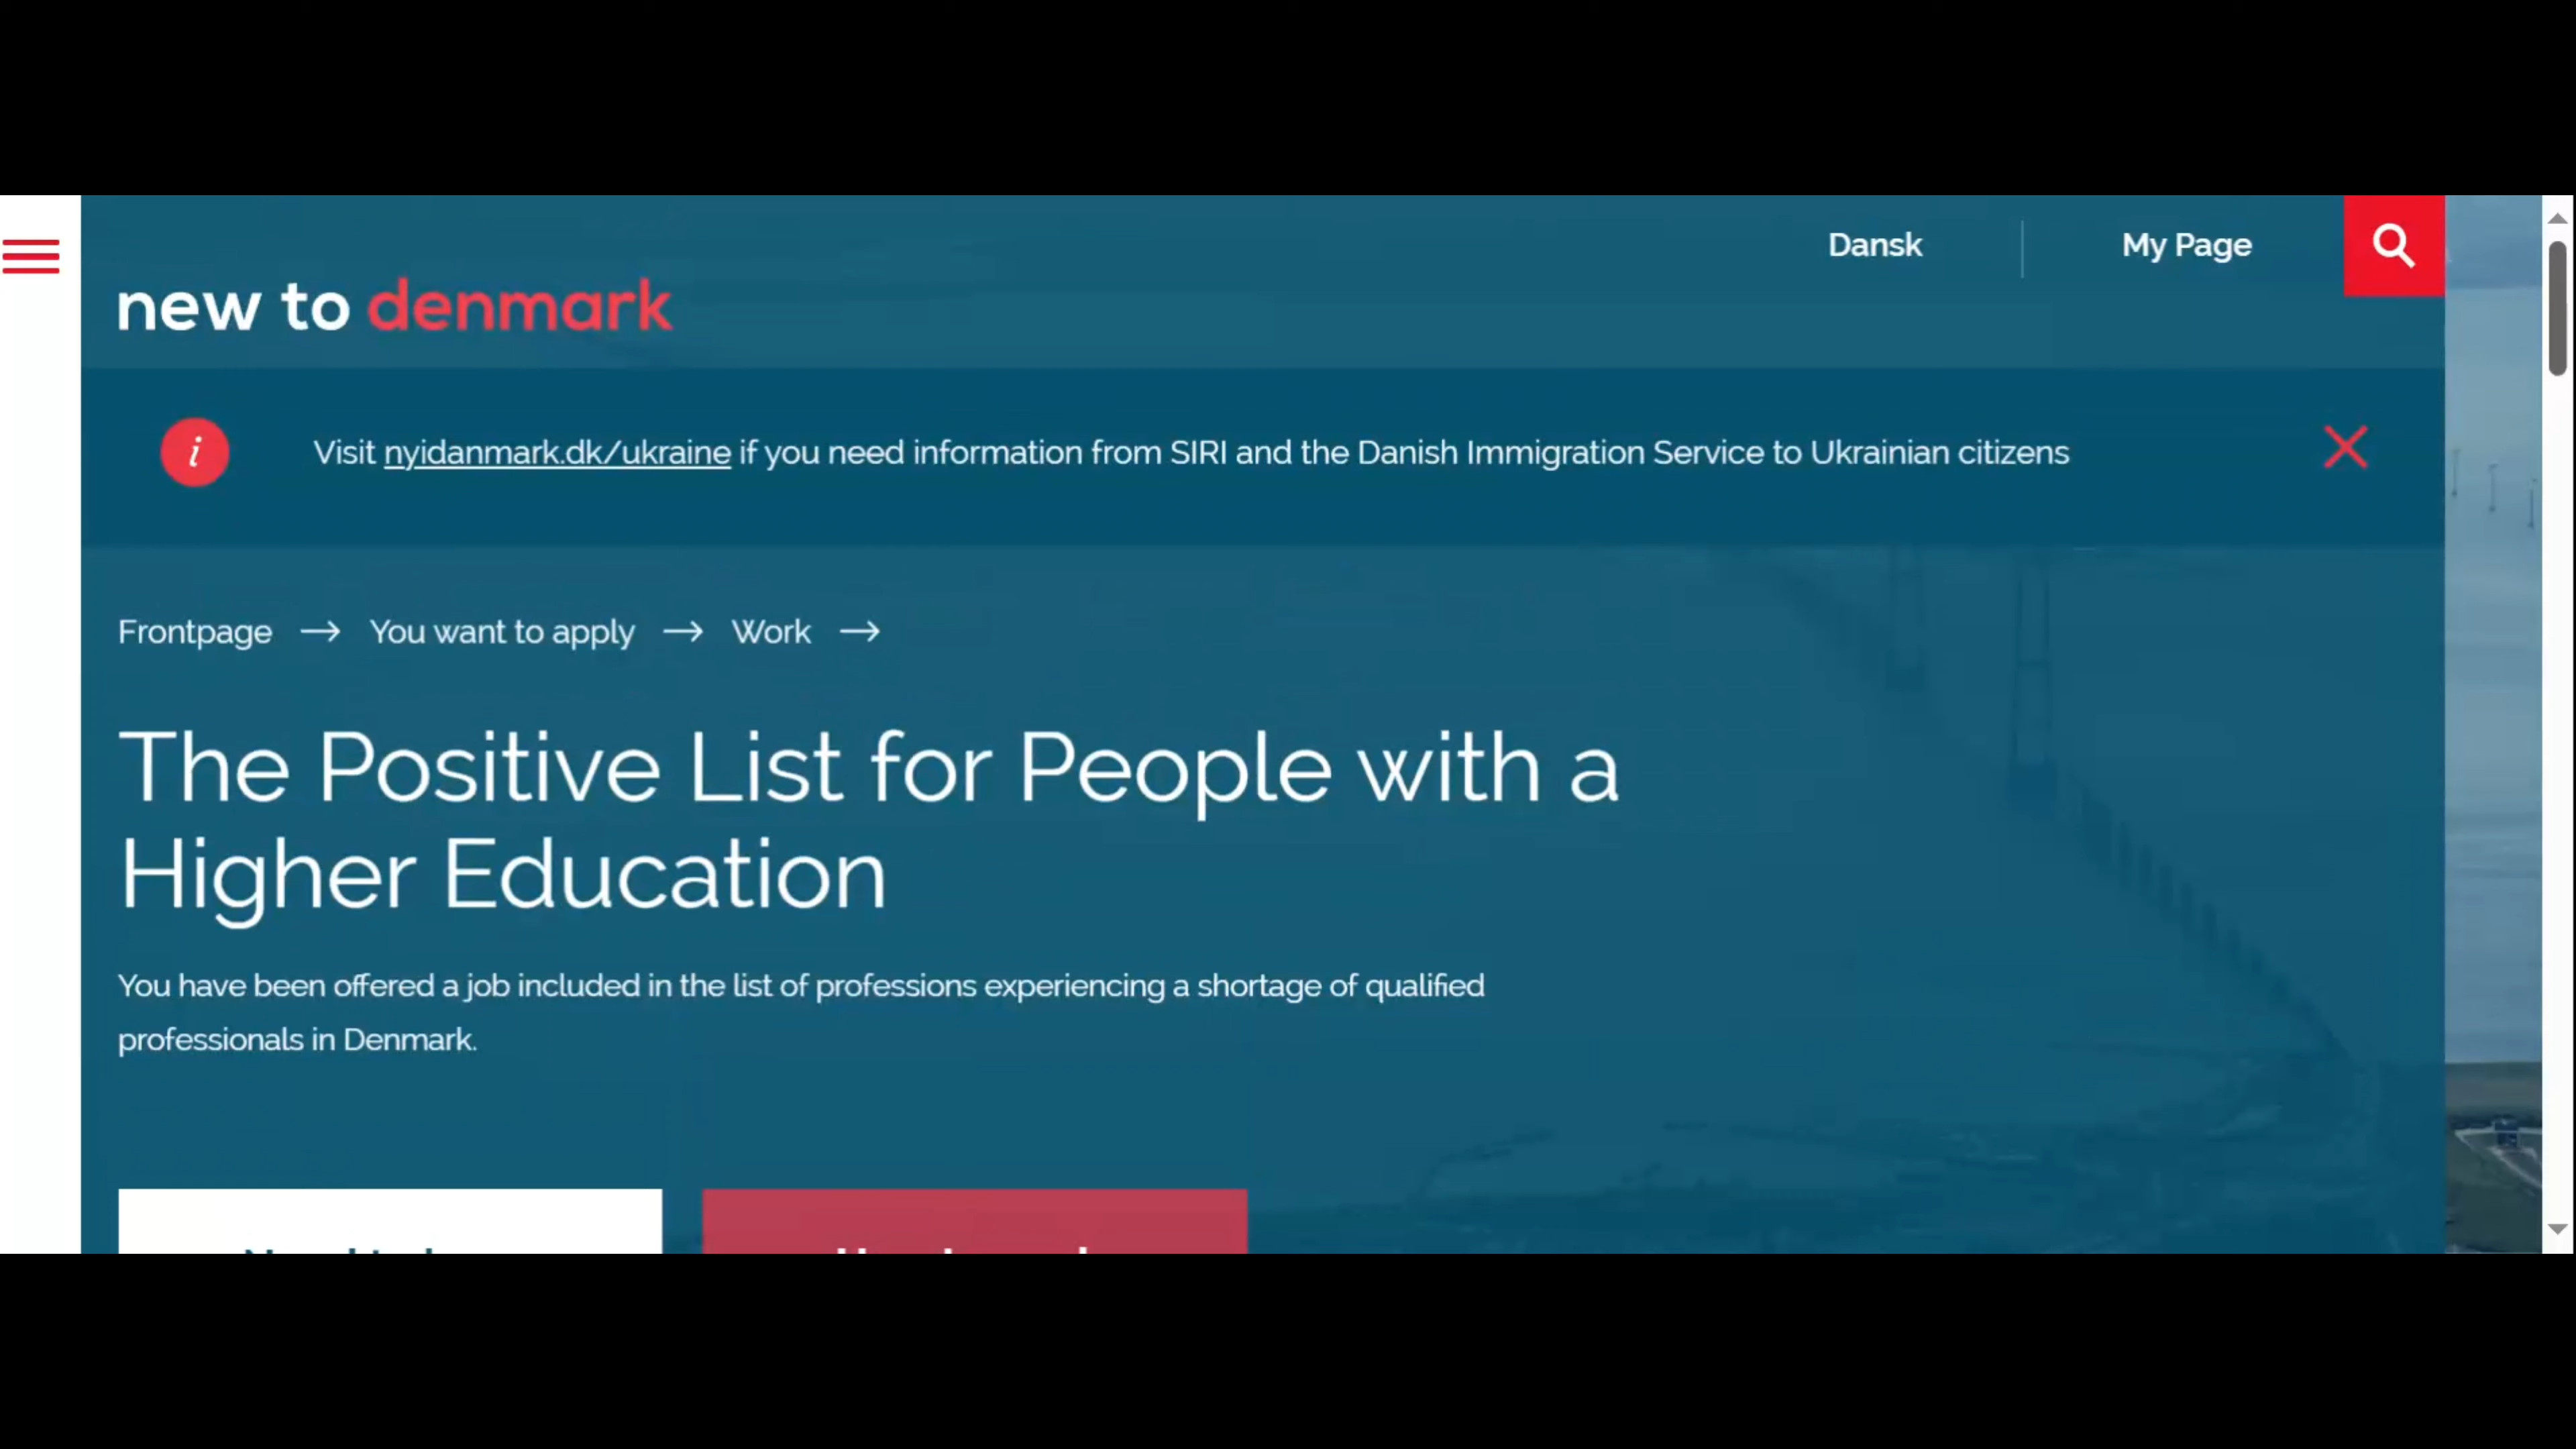 Dansk
My Page
new to denmark
i
Visit nyidanmark.dk/ukraine if you need information from SIRI and the Danish Immigration Service to Ukrainian citizens
Frontpage → You want to apply → Work →
The Positive List for People with a
Higher Education
You have been offered a job included in the list of professions experiencing a shortage of qualified
professionals in Denmark.